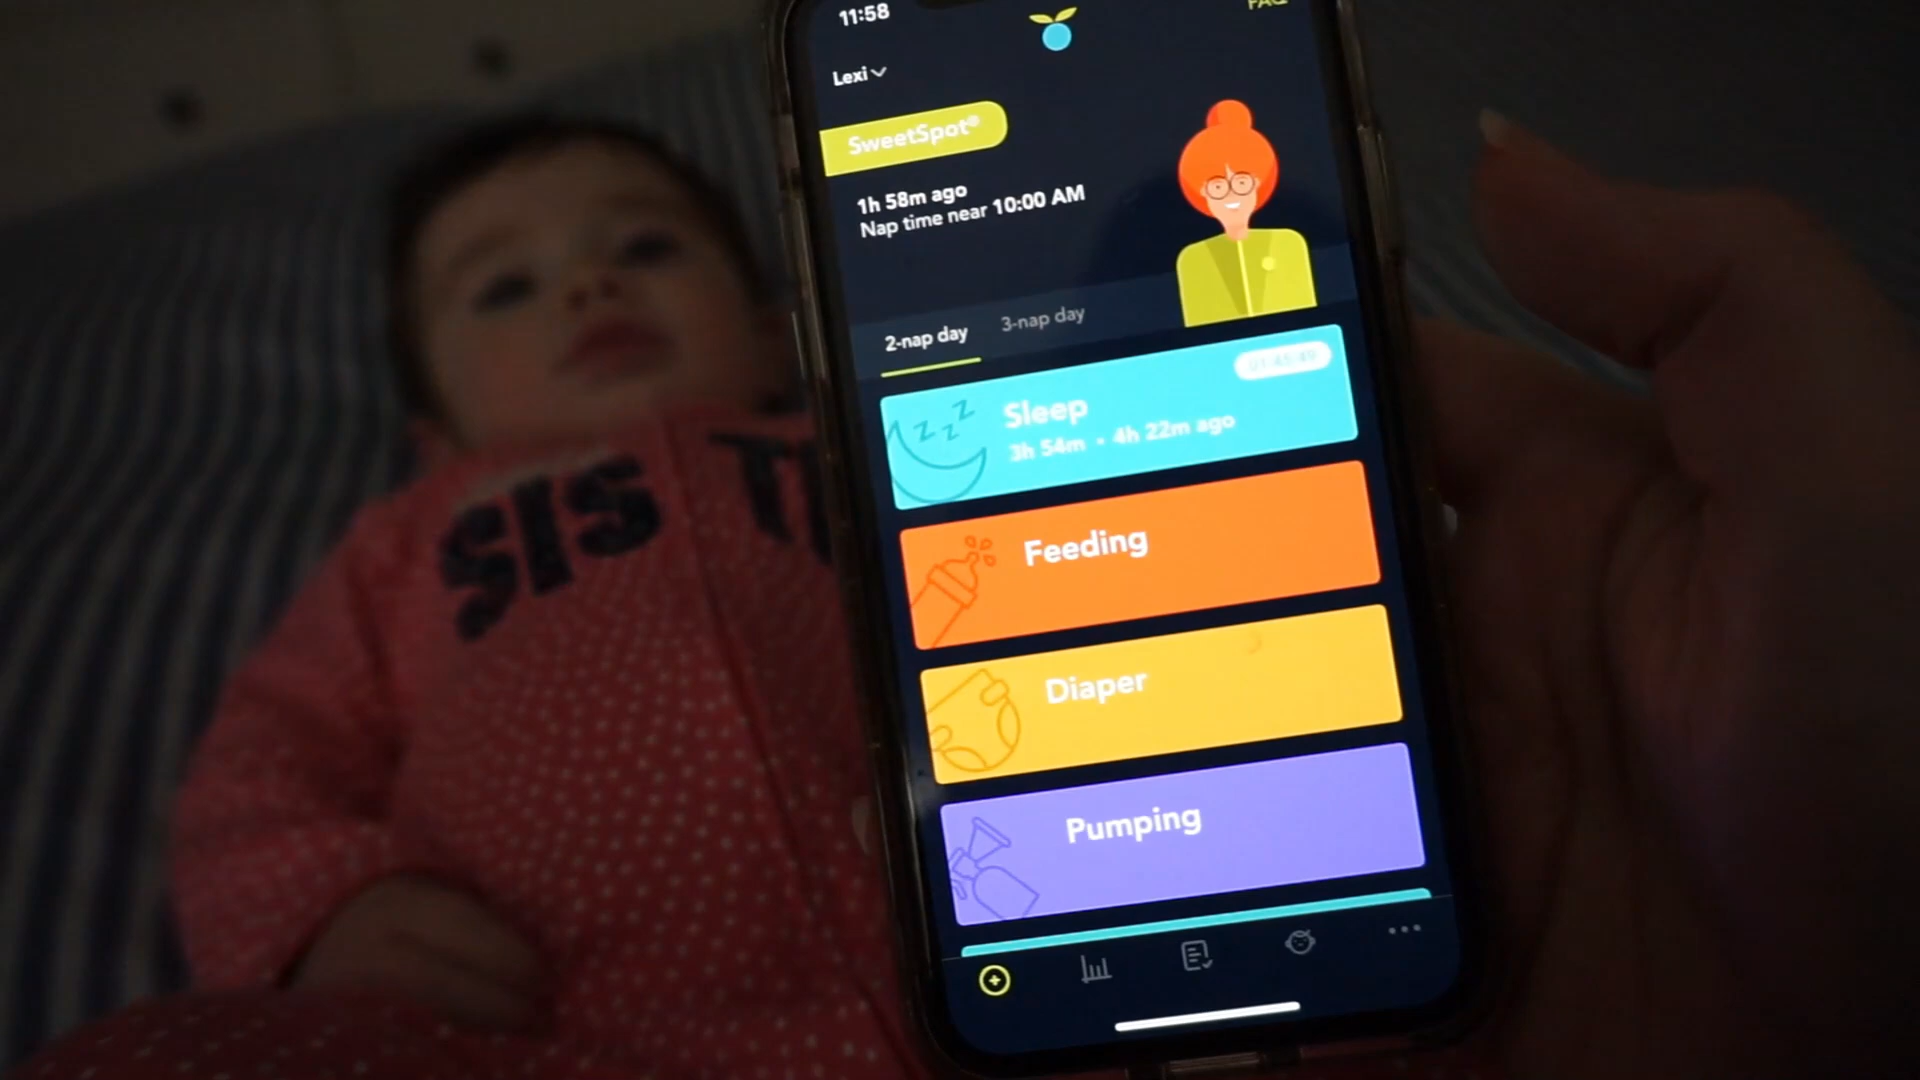 11:58
FAQ
Lexi
SweetSpot®
1h 58m ago
Nap time near 10:00 AM
2-nap day
3-nap day
Sleep
3h 54m • 4h 22m ago
Feeding
Diaper
Pumping
SIS